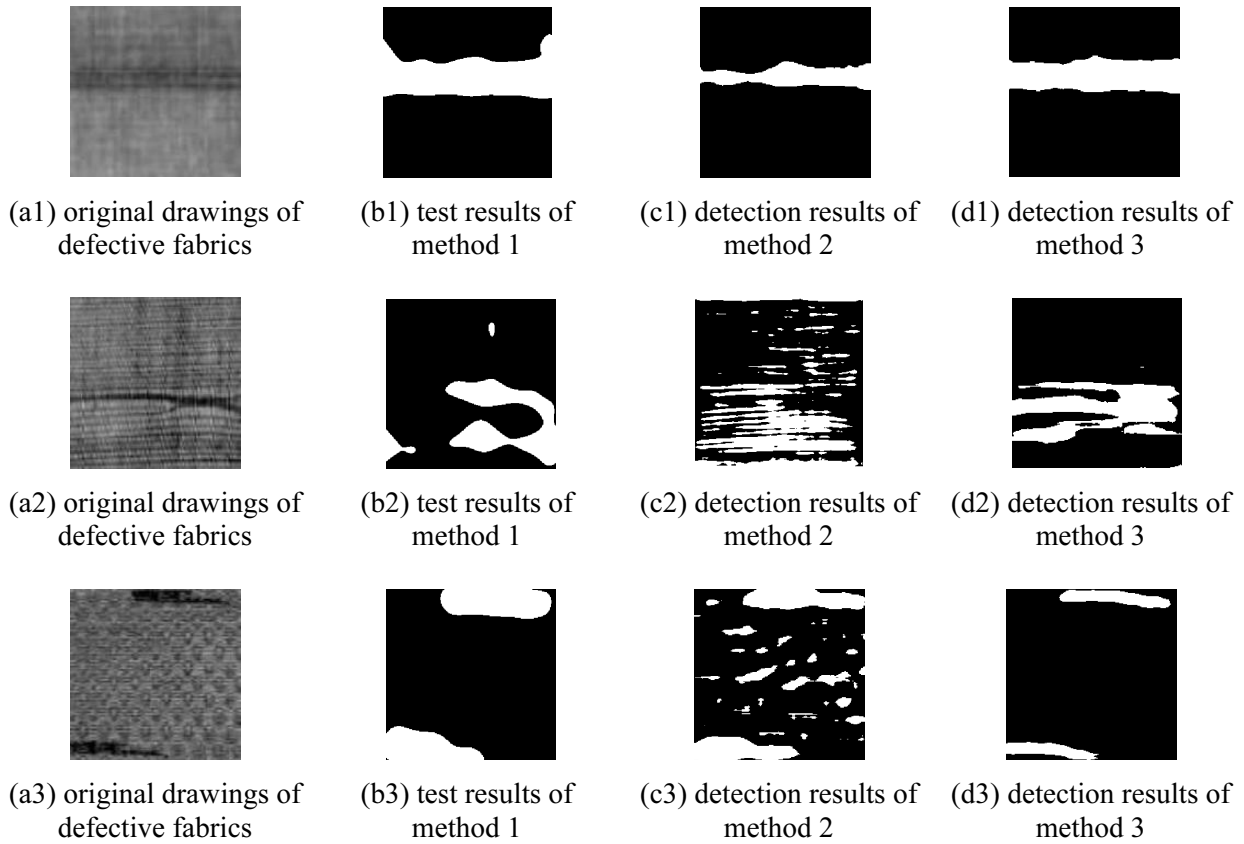 (a1) original drawings of
defective fabrics
(b1) test results of
method 1
(c1) detection results of
method 2
(d1) detection results of
method 3
(a2) original drawings of
defective fabrics
(b2) test results of
method 1
(c2) detection results of
method 2
(d2) detection results of
method 3
(a3) original drawings of
defective fabrics
(b3) test results of
method 1
(c3) detection results of
method 2
(d3) detection results of
method 3